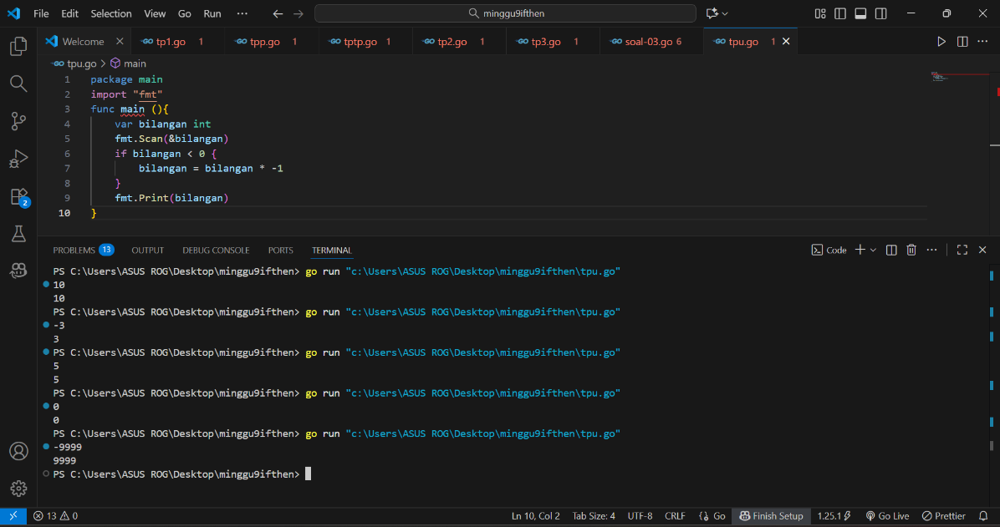 File Edit Selection View Go Run ··· minggu9ifthen
Welcome tp1.go 1 tpp.go 1 tptp.go 1 tp2.go 1 tp3.go 1 soal-03.go 6 tpu.go 1
tpu.go > main
1 package main
2 import "fmt"
3 func main (){
4 var bilangan int
5 fmt.Scan(&bilangan)
6 if bilangan < 0 {
7 bilangan = bilangan * -1
8 }
9 fmt.Print(bilangan)
10 }
PROBLEMS 13 OUTPUT DEBUG CONSOLE PORTS TERMINAL Code
PS C:\Users\ASUS ROG\Desktop\minggu9ifthen> go run "c:\Users\ASUS ROG\Desktop\minggu9ifthen\tpu.go"
10
10
PS C:\Users\ASUS ROG\Desktop\minggu9ifthen> go run "c:\Users\ASUS ROG\Desktop\minggu9ifthen\tpu.go"
-3
3
PS C:\Users\ASUS ROG\Desktop\minggu9ifthen> go run "c:\Users\ASUS ROG\Desktop\minggu9ifthen\tpu.go"
5
5
PS C:\Users\ASUS ROG\Desktop\minggu9ifthen> go run "c:\Users\ASUS ROG\Desktop\minggu9ifthen\tpu.go"
0
0
PS C:\Users\ASUS ROG\Desktop\minggu9ifthen> go run "c:\Users\ASUS ROG\Desktop\minggu9ifthen\tpu.go"
-9999
9999
PS C:\Users\ASUS ROG\Desktop\minggu9ifthen>
2
13 0 Ln 10, Col 2 Tab Size: 4 UTF-8 CRLF Go Finish Setup 1.25.1 Go Live Prettier